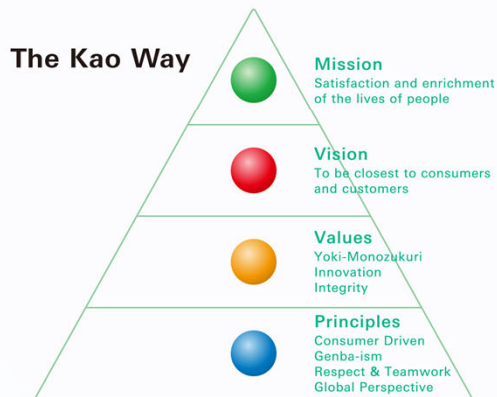 The Kao Way
Mission
Satisfaction and enrichment
of the lives of people
Vision
To be closest to consumers
and customers
Values
Yoki-Monozukuri
Innovation
Integrity
Principles
Consumer Driven
Genba-ism
Respect & Teamwork
Global Perspective